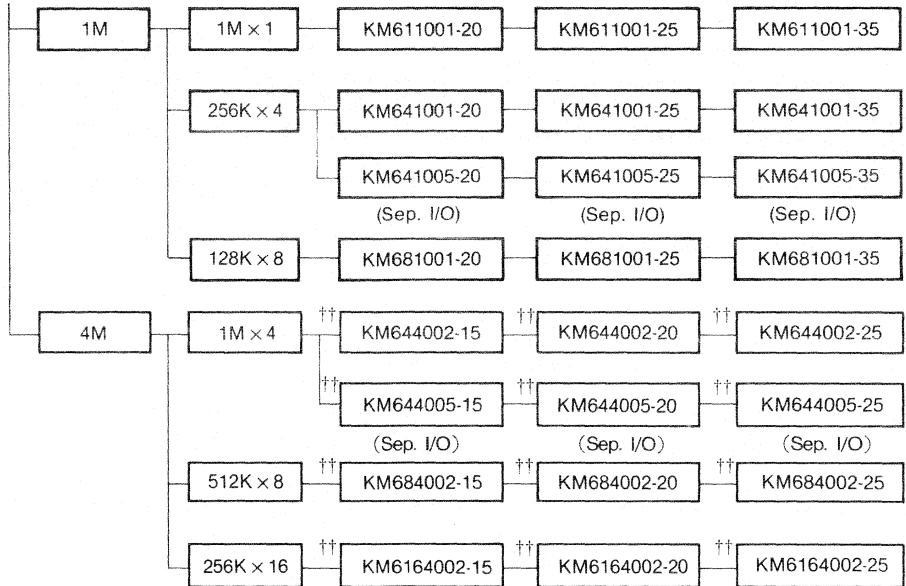 1M 1M × 1 KM611001-20 KM611001-25 KM611001-35
256K × 4 KM641001-20 KM641001-25 KM641001-35
KM641005-20 KM641005-25 KM641005-35
(Sep. I/O) (Sep. I/O) (Sep. I/O)
128K × 8 KM681001-20 KM681001-25 KM681001-35
4M 1M × 4 †† KM644002-15 †† KM644002-20 †† KM644002-25
†† KM644005-15 †† KM644005-20 †† KM644005-25
(Sep. I/O) (Sep. I/O) (Sep. I/O)
512K × 8 †† KM684002-15 †† KM684002-20 †† KM684002-25
256K × 16 †† KM6164002-15 †† KM6164002-20 †† KM6164002-25